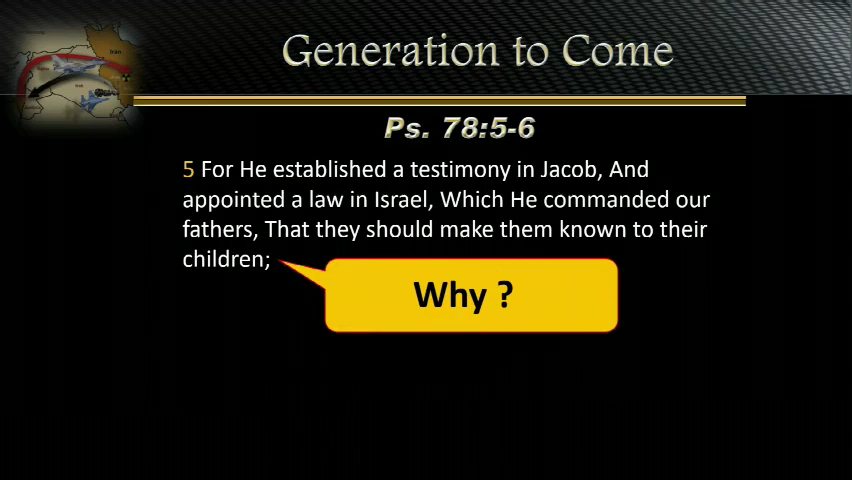 Generation to Come
Ps. 78:5-6
5 For He established a testimony in Jacob, And
appointed a law in Israel, Which He commanded our
fathers, That they should make them known to their
children;
Why ?